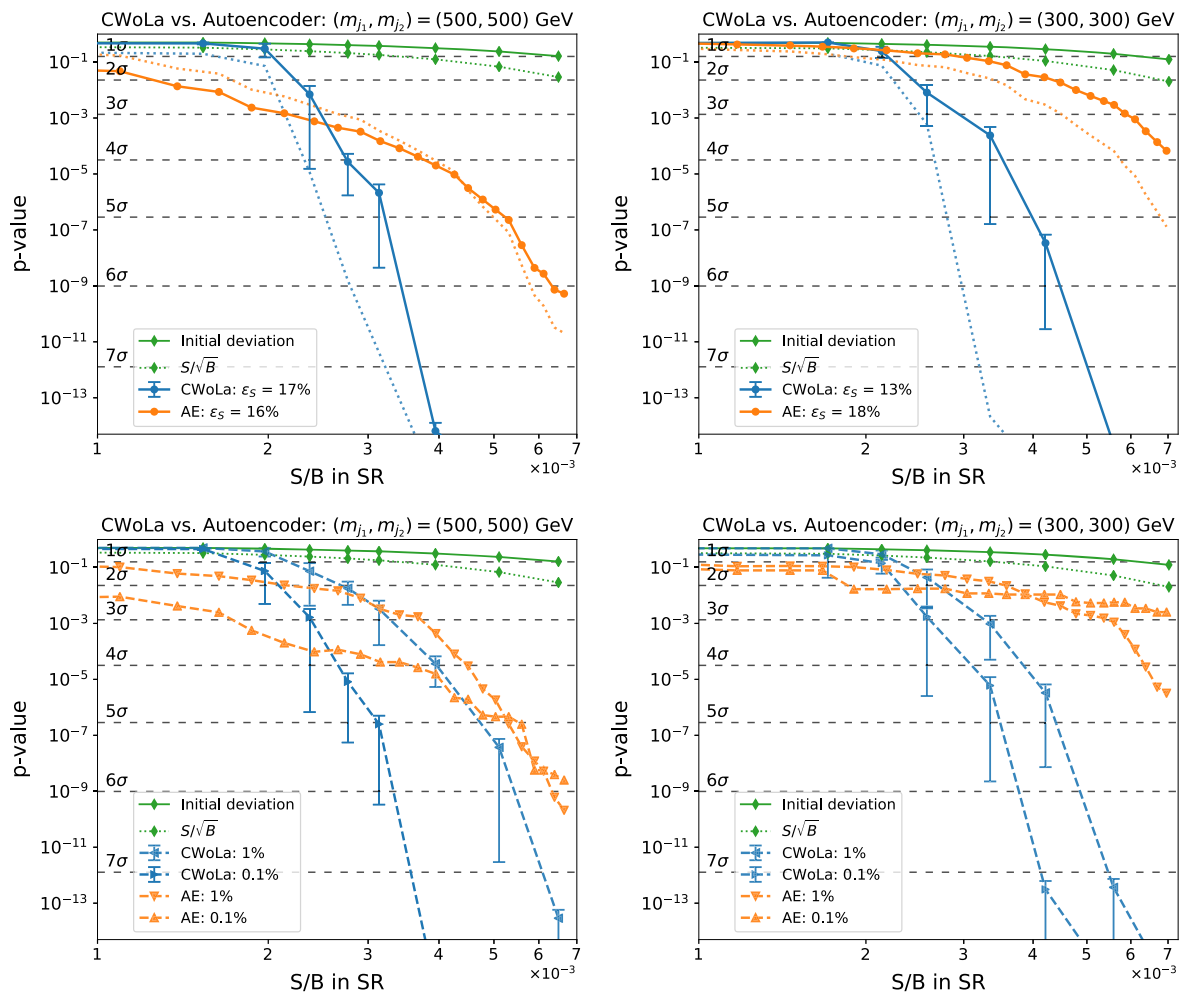 CWoLa vs. Autoencoder: (m_{j_1}, m_{j_2}) = (500, 500) GeV
10^{-1}
10^{-3}
10^{-5}
10^{-7}
10^{-9}
10^{-11}
10^{-13}
p-value
1σ
2σ
3σ
4σ
5σ
6σ
7σ
Initial deviation
S/√B
CWoLa: ε_S = 17%
AE: ε_S = 16%
1 2 3 4 5 6 7
×10^{-3}
S/B in SR
CWoLa vs. Autoencoder: (m_{j_1}, m_{j_2}) = (300, 300) GeV
10^{-1}
10^{-3}
10^{-5}
10^{-7}
10^{-9}
10^{-11}
10^{-13}
p-value
1σ
2σ
3σ
4σ
5σ
6σ
7σ
Initial deviation
S/√B
CWoLa: ε_S = 13%
AE: ε_S = 18%
1 2 3 4 5 6 7
×10^{-3}
S/B in SR
CWoLa vs. Autoencoder: (m_{j_1}, m_{j_2}) = (500, 500) GeV
10^{-1}
10^{-3}
10^{-5}
10^{-7}
10^{-9}
10^{-11}
10^{-13}
p-value
1σ
2σ
3σ
4σ
5σ
6σ
7σ
Initial deviation
S/√B
CWoLa: 1%
CWoLa: 0.1%
AE: 1%
AE: 0.1%
1 2 3 4 5 6 7
×10^{-3}
S/B in SR
CWoLa vs. Autoencoder: (m_{j_1}, m_{j_2}) = (300, 300) GeV
10^{-1}
10^{-3}
10^{-5}
10^{-7}
10^{-9}
10^{-11}
10^{-13}
p-value
1σ
2σ
3σ
4σ
5σ
6σ
7σ
Initial deviation
S/√B
CWoLa: 1%
CWoLa: 0.1%
AE: 1%
AE: 0.1%
1 2 3 4 5 6 7
×10^{-3}
S/B in SR